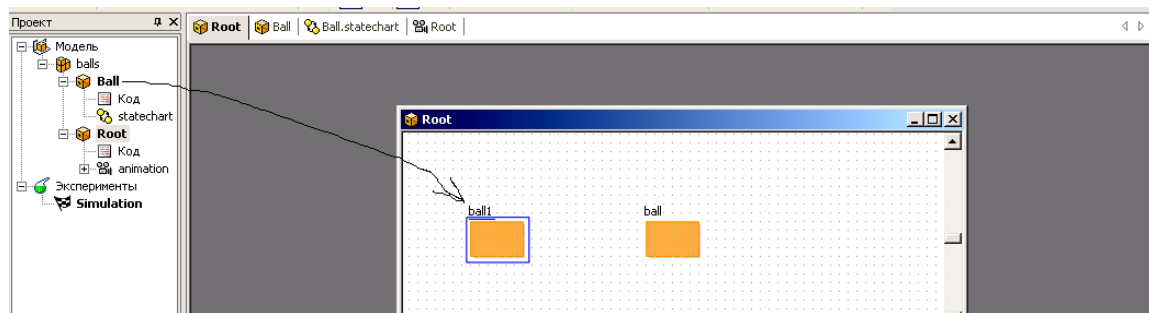 Проект
Root Ball Ball.statechart Root
Модель
balls
Ball
Код
statechart
Root
Код
animation
Эксперименты
Simulation
Root
ball1 ball